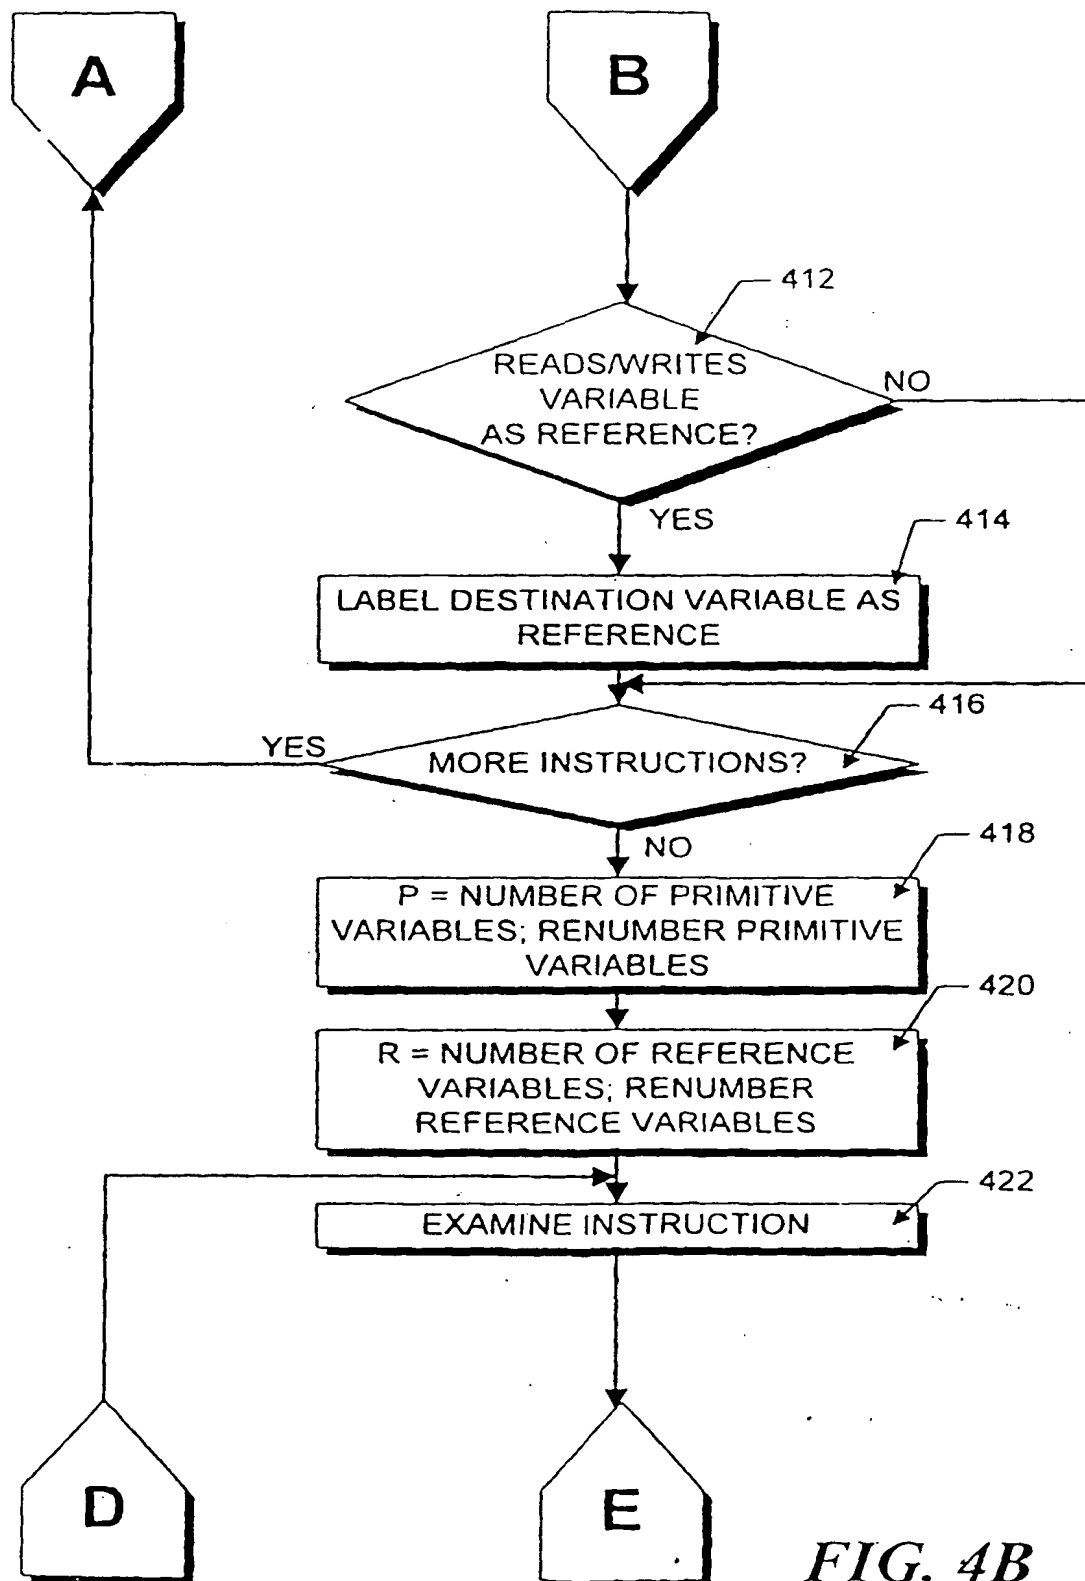 A
B
412
READS/WRITES
VARIABLE
AS REFERENCE?
NO
YES
414
LABEL DESTINATION VARIABLE AS
REFERENCE
416
YES
MORE INSTRUCTIONS?
NO
418
P = NUMBER OF PRIMITIVE
VARIABLES; RENUMBER PRIMITIVE
VARIABLES
420
R = NUMBER OF REFERENCE
VARIABLES; RENUMBER
REFERENCE VARIABLES
422
EXAMINE INSTRUCTION
D
E
FIG. 4B